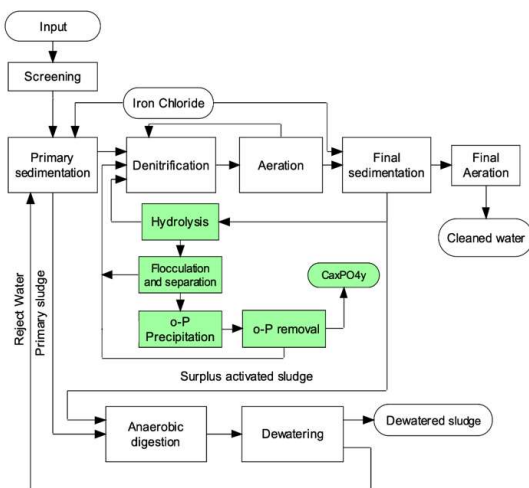 Input
Screening
Iron Chloride
Primary
sedimentation
Denitrification
Aeration
Final
sedimentation
Final
Aeration
Cleaned water
Hydrolysis
Flocculation
and separation
CaxPO4y
o-P
Precipitation
o-P removal
Reject Water
Primary sludge
Surplus activated sludge
Anaerobic
digestion
Dewatering
Dewatered sludge